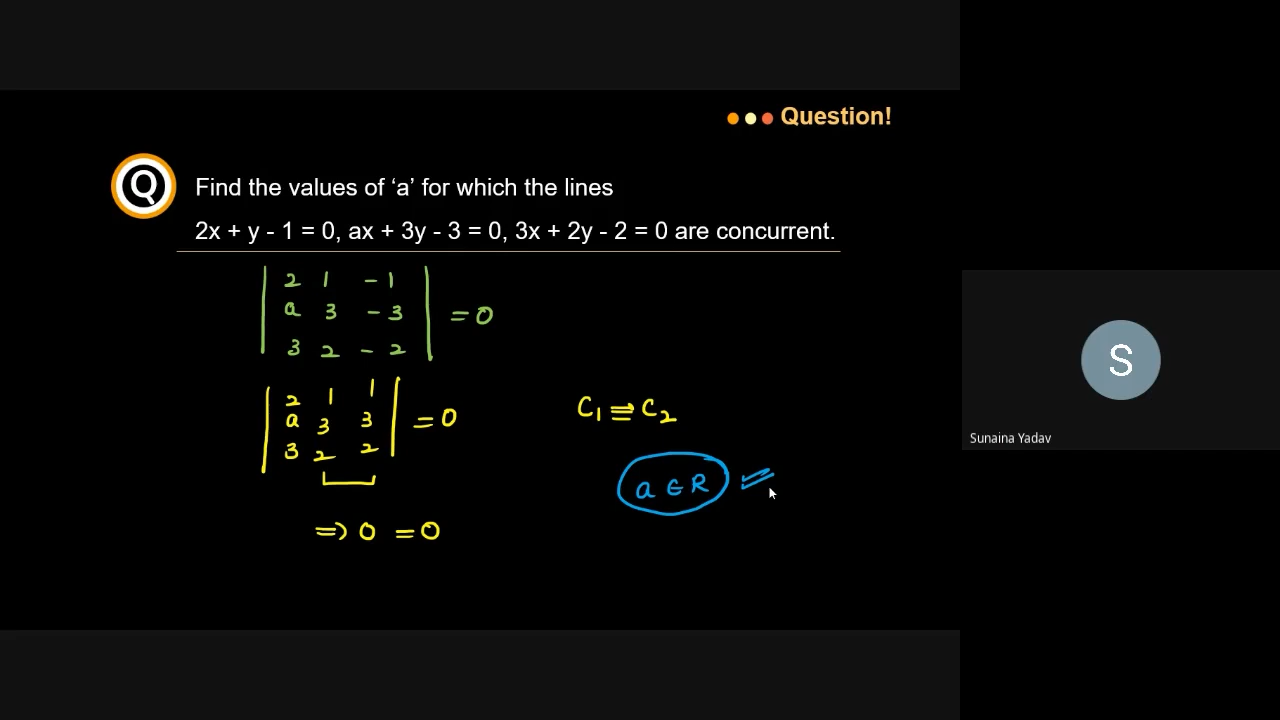 Question!
Q
Find the values of ‘a’ for which the lines
2x + y - 1 = 0, ax + 3y - 3 = 0, 3x + 2y - 2 = 0 are concurrent.
| 2 1 -1 |
| a 3 -3 | = 0
| 3 2 -2 |
| 2 1 1 |
| a 3 3 | = 0
| 3 2 2 |
C₁ ≡ C₂
a ∈ R
⇒ 0 = 0
S
Sunaina Yadav